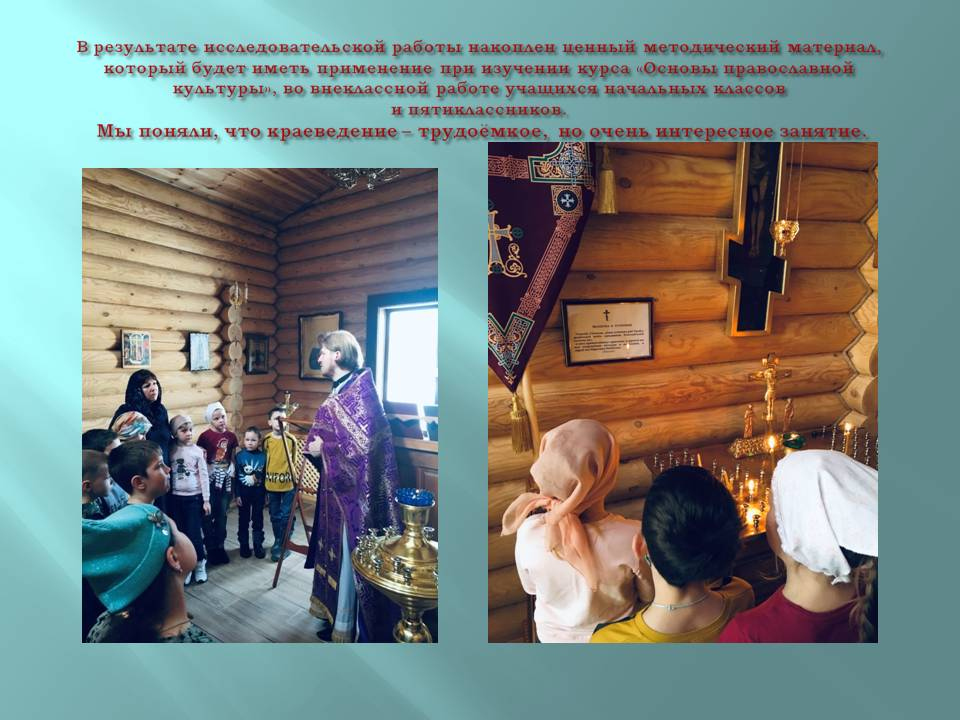 В результате исследовательской работы накоплен ценный методический материал,
который будет иметь применение при изучении курса «Основы православной
культуры», во внеклассной работе учащихся начальных классов
и пятиклассников.
Мы поняли, что краеведение – трудоёмкое, но очень интересное занятие.